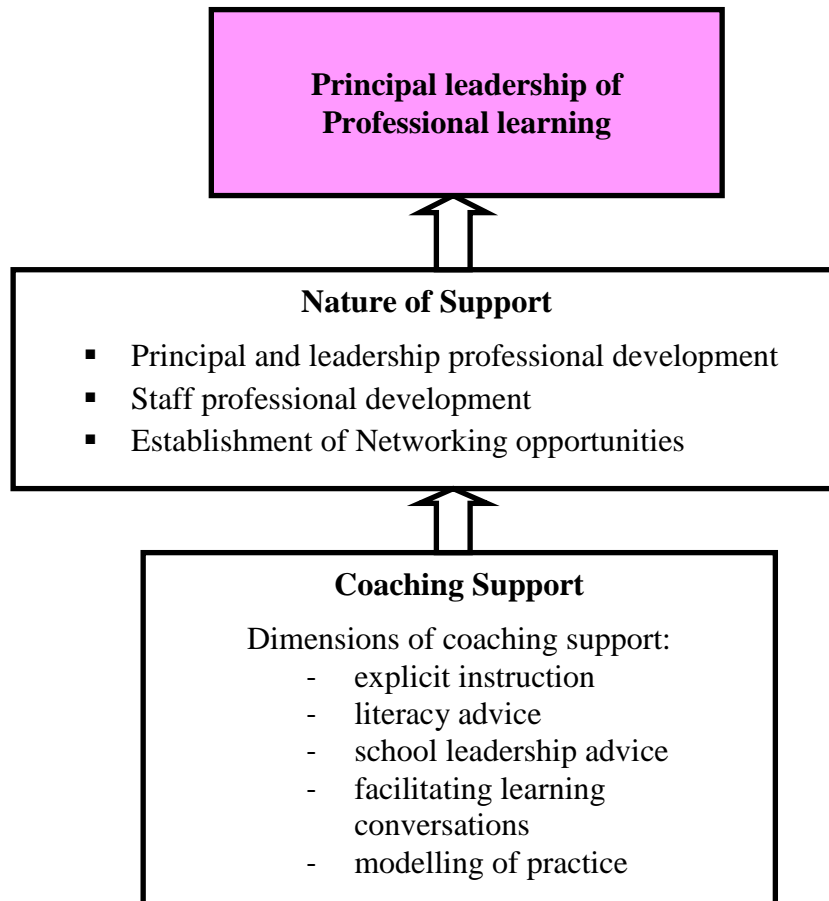 Principal leadership of
Professional learning
Nature of Support
▪ Principal and leadership professional development
▪ Staff professional development
▪ Establishment of Networking opportunities
Coaching Support
Dimensions of coaching support:
- explicit instruction
- literacy advice
- school leadership advice
- facilitating learning
conversations
- modelling of practice